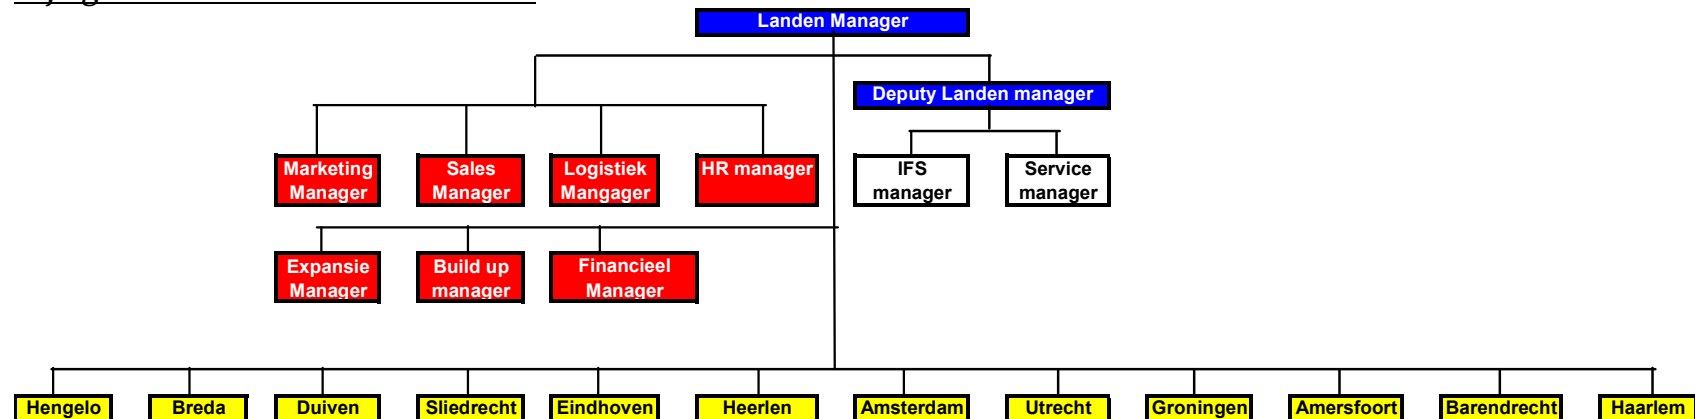 Landen Manager
Deputy Landen manager
Marketing
Manager
Sales
Manager
Logistiek
Mangager
HR manager
IFS
manager
Service
manager
Expansie
Manager
Build up
manager
Financieel
Manager
Hengelo
Breda
Duiven
Sliedrecht
Eindhoven
Heerlen
Amsterdam
Utrecht
Groningen
Amersfoort
Barendrecht
Haarlem